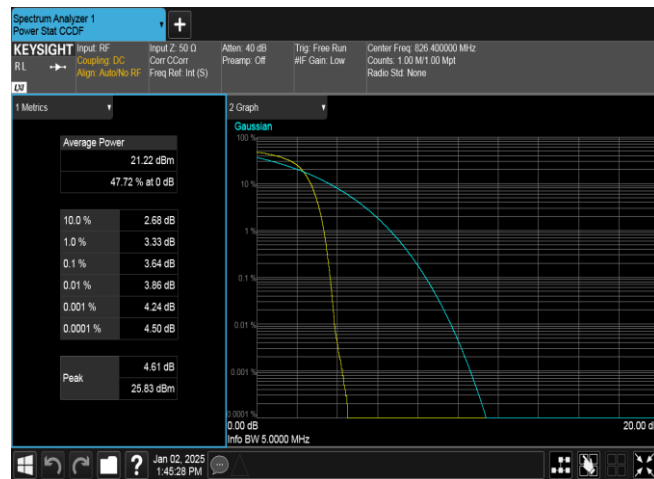 Spectrum Analyzer 1
Power Stat CCDF
+
KEYSIGHT
RL
LXI
Input: RF
Coupling: DC
Align: Auto/No RF
Input Z: 50 Ω
Corr CCorr
Freq Ref: Int (S)
Atten: 40 dB
Preamp: Off
Trig: Free Run
#IF Gain: Low
Center Freq: 826.400000 MHz
Counts: 1.00 M/1.00 Mpt
Radio Std: None
1 Metrics
Average Power
21.22 dBm
47.72 % at 0 dB
10.0 % 2.68 dB
1.0 % 3.33 dB
0.1 % 3.64 dB
0.01 % 3.86 dB
0.001 % 4.24 dB
0.0001 % 4.50 dB
Peak
4.61 dB
25.83 dBm
2 Graph
Gaussian
100 %
10 %
1 %
0.1 %
0.01 %
0.001 %
0.0001 %
0.00 dB
20.00 d
Info BW 5.0000 MHz
?
Jan 02, 2025
1:45:28 PM